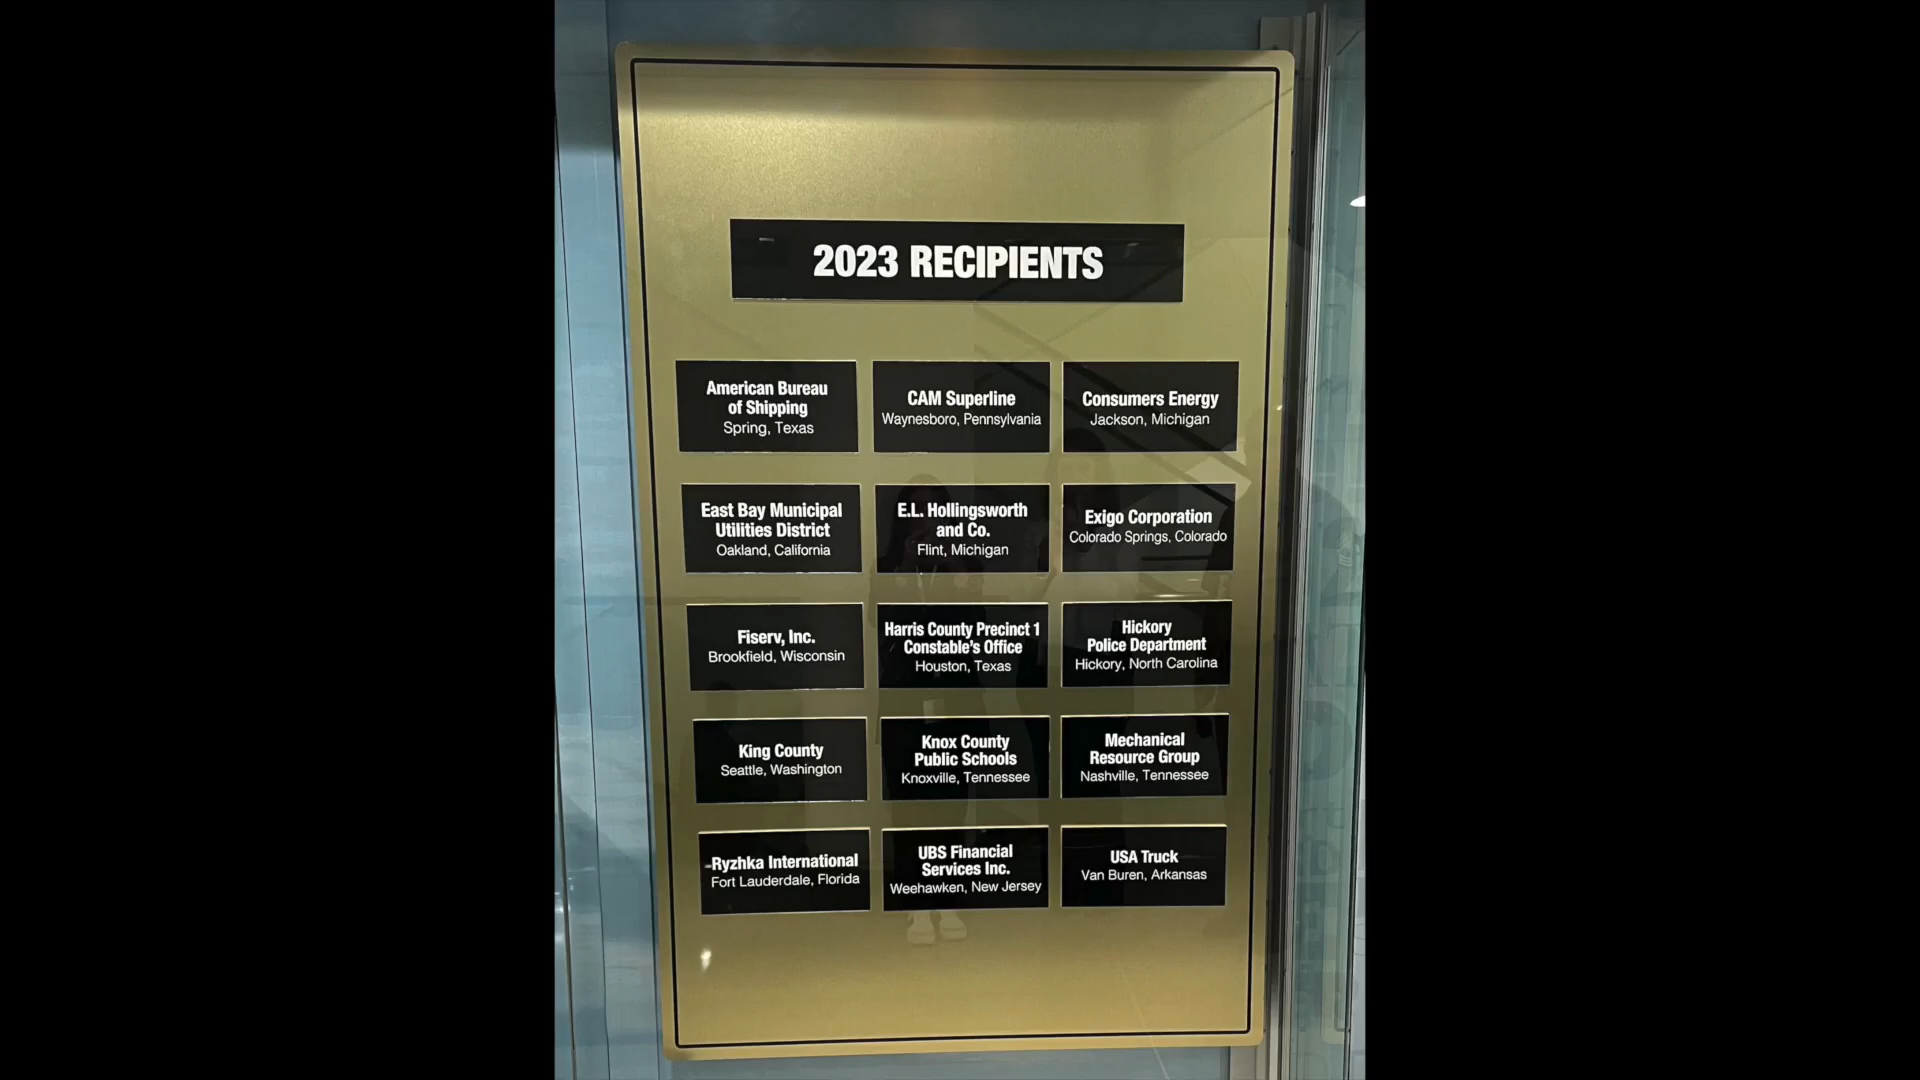 2023 RECIPIENTS
American Bureau
of Shipping
Spring, Texas
CAM Superline
Waynesboro, Pennsylvania
Consumers Energy
Jackson, Michigan
East Bay Municipal
Utilities District
Oakland, California
E.L. Hollingsworth
and Co.
Flint, Michigan
Exigo Corporation
Colorado Springs, Colorado
Fiserv, Inc.
Brookfield, Wisconsin
Harris County Precinct 1
Constable's Office
Houston, Texas
Hickory
Police Department
Hickory, North Carolina
King County
Seattle, Washington
Knox County
Public Schools
Knoxville, Tennessee
Mechanical
Resource Group
Nashville, Tennessee
Ryzhka International
Fort Lauderdale, Florida
UBS Financial
Services Inc.
Weehawken, New Jersey
USA Truck
Van Buren, Arkansas